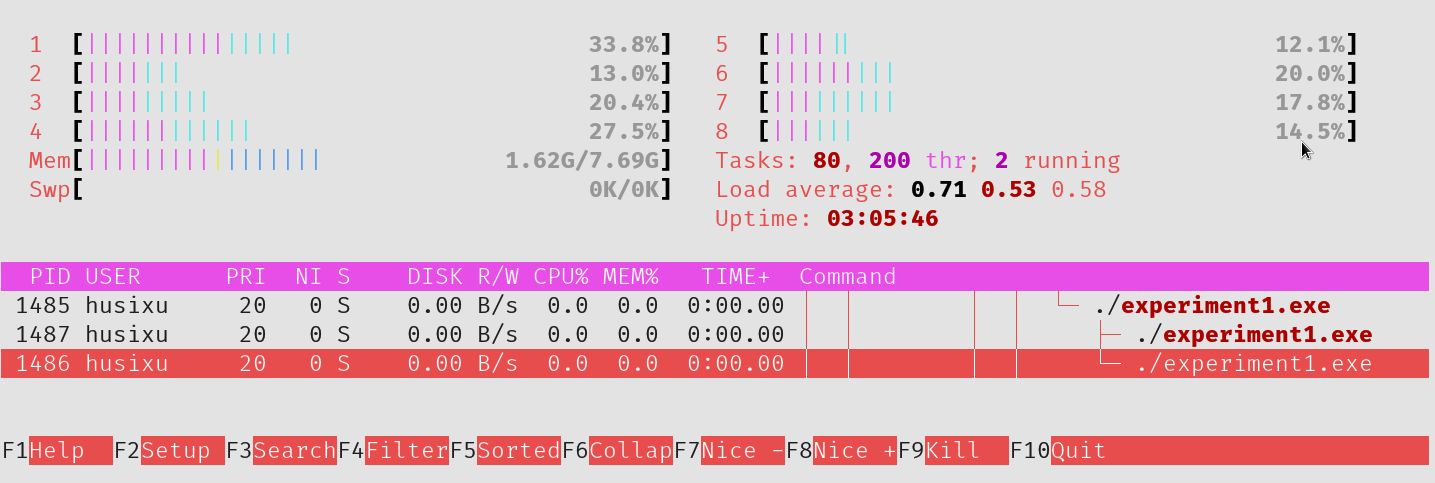 1 [||||||||||||||| 33.8%] 5 [|||||| 12.1%]
2 [||||||| 13.0%] 6 [||||||||| 20.0%]
3 [||||||||| 20.4%] 7 [||||||||| 17.8%]
4 [|||||||||||| 27.5%] 8 [|||||| 14.5%]
Mem[||||||||||||||||| 1.62G/7.69G] Tasks: 80, 200 thr; 2 running
Swp[ 0K/0K] Load average: 0.71 0.53 0.58
Uptime: 03:05:46
PID USER PRI NI S DISK R/W CPU% MEM% TIME+ Command
1485 husixu 20 0 S 0.00 B/s 0.0 0.0 0:00.00 │ │ │ │ └─ ./experiment1.exe
1487 husixu 20 0 S 0.00 B/s 0.0 0.0 0:00.00 │ │ │ │ ├─ ./experiment1.exe
1486 husixu 20 0 S 0.00 B/s 0.0 0.0 0:00.00 │ │ │ │ └─ ./experiment1.exe
F1Help F2Setup F3SearchF4FilterF5SortedF6CollapF7Nice -F8Nice +F9Kill F10Quit